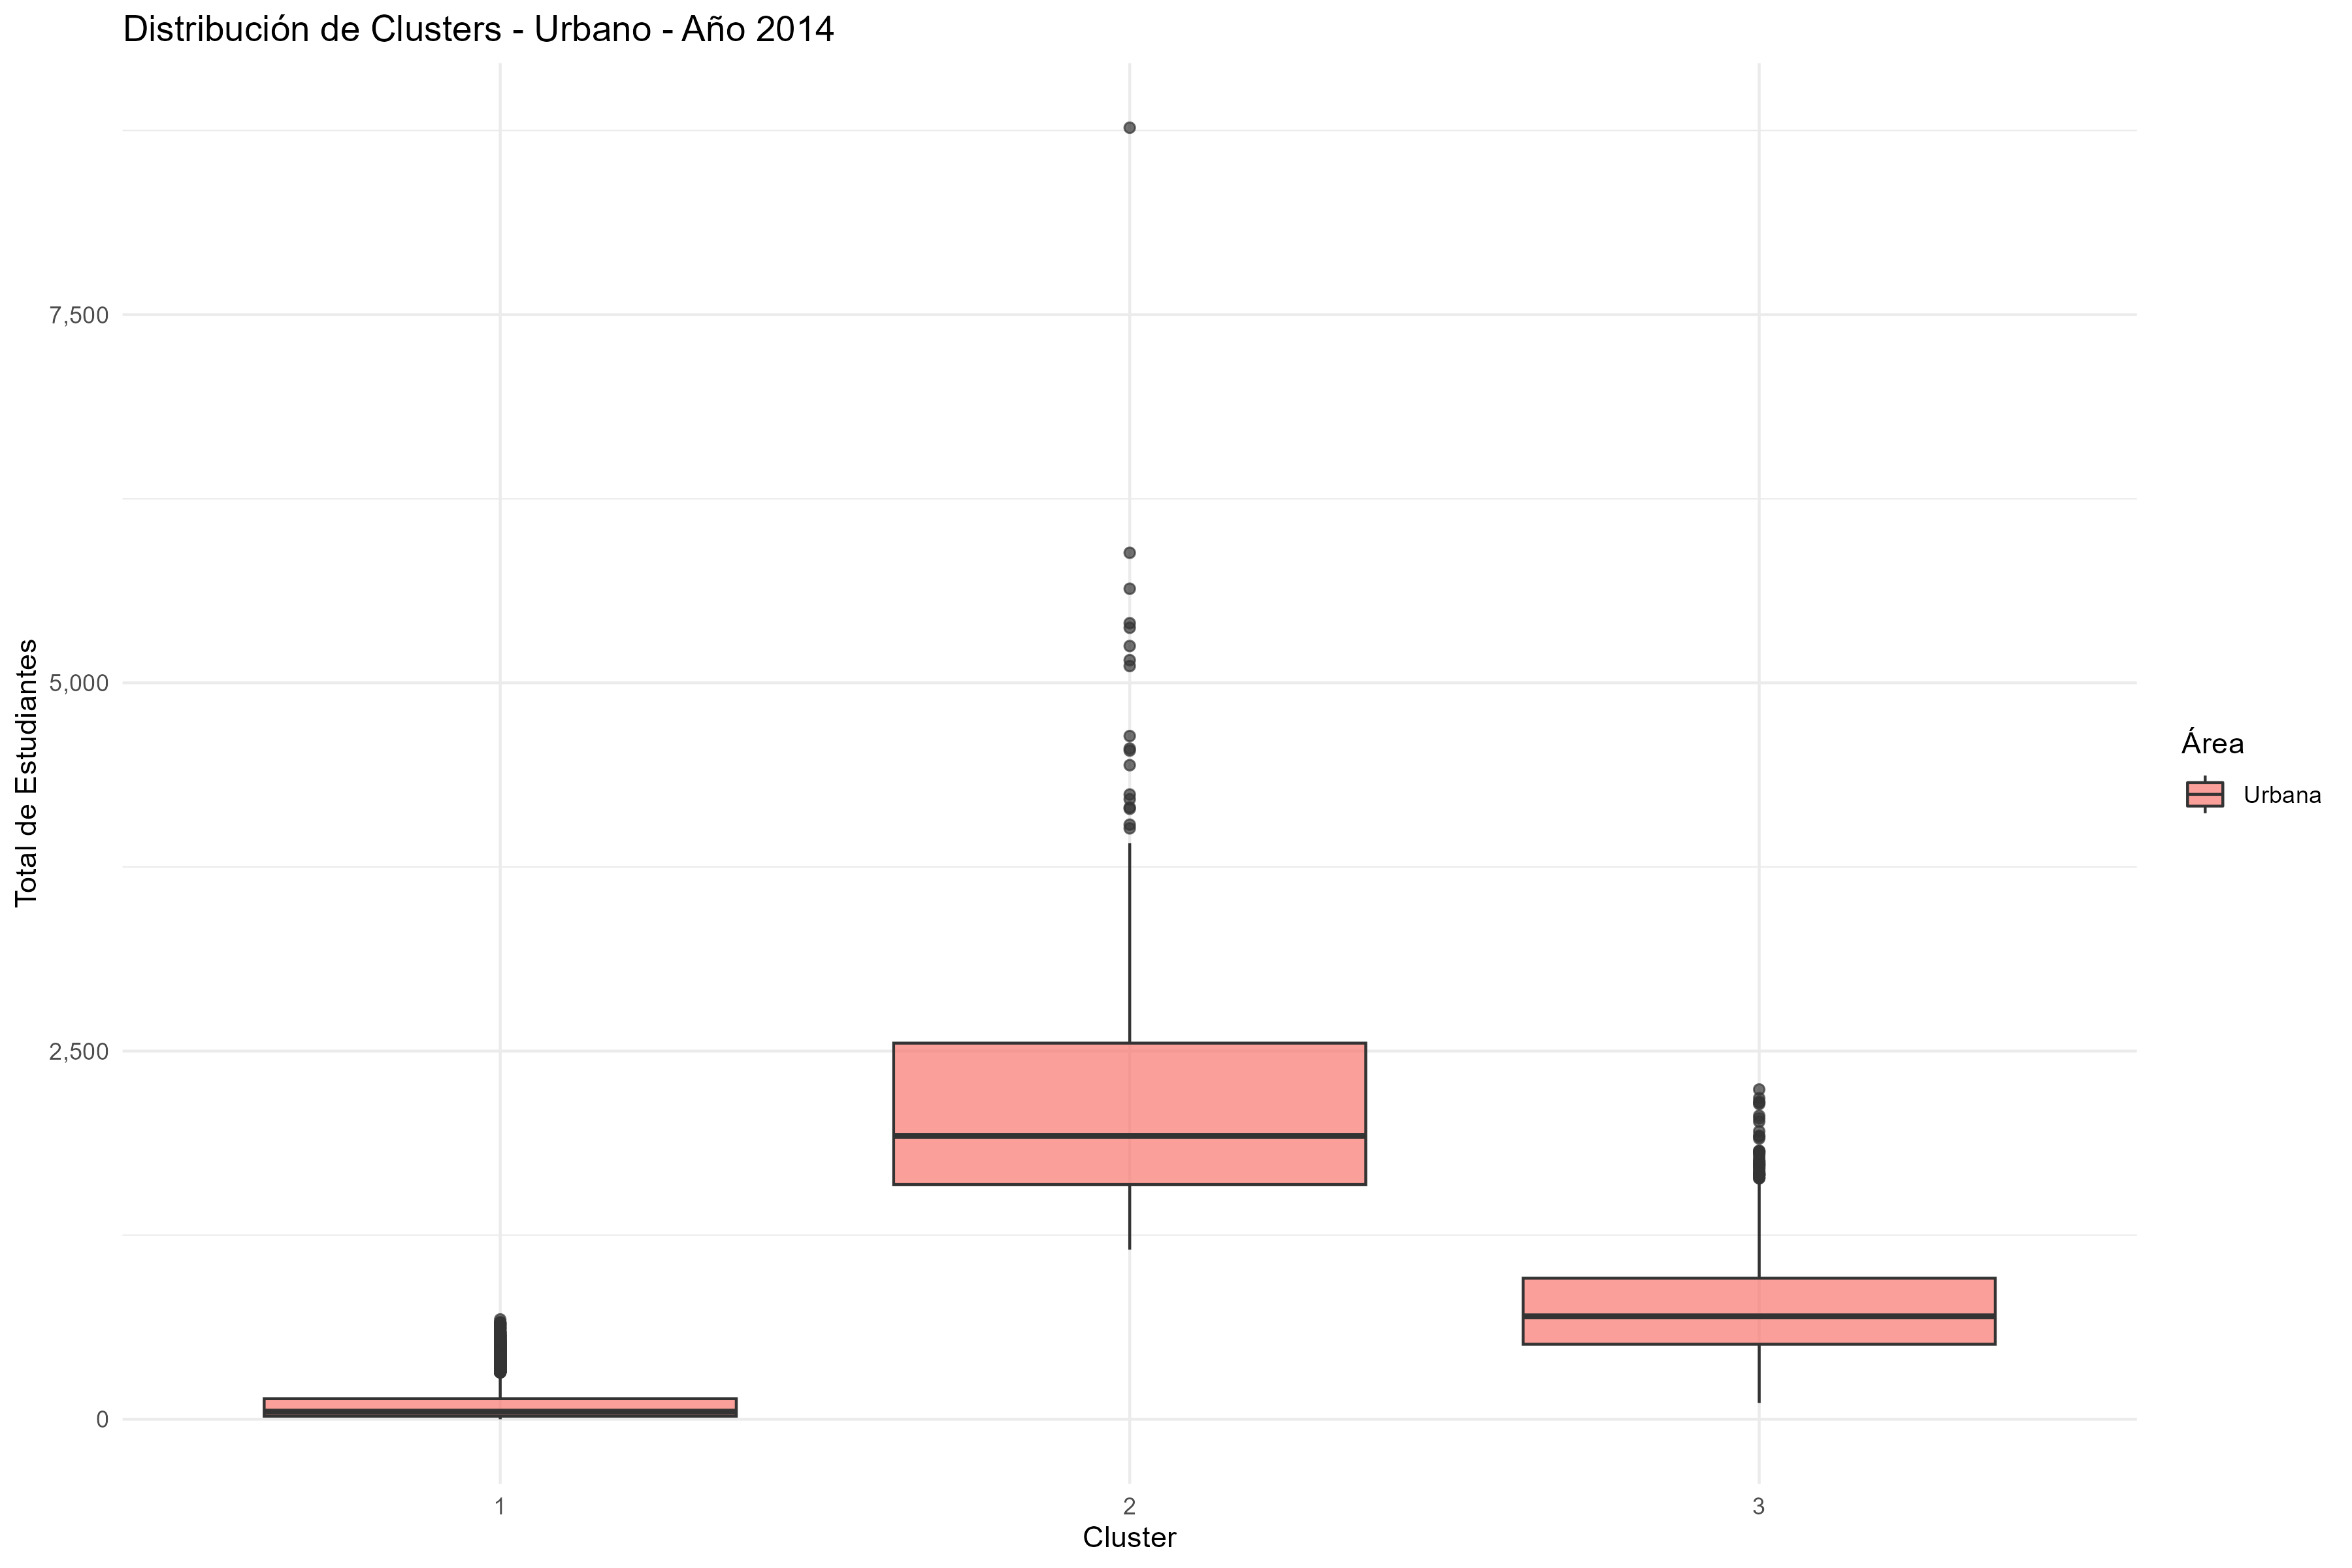 Distribución de Clusters - Urbano - Año 2014
Total de Estudiantes
7,500
5,000
2,500
0
1
2
3
Cluster
Área
Urbana